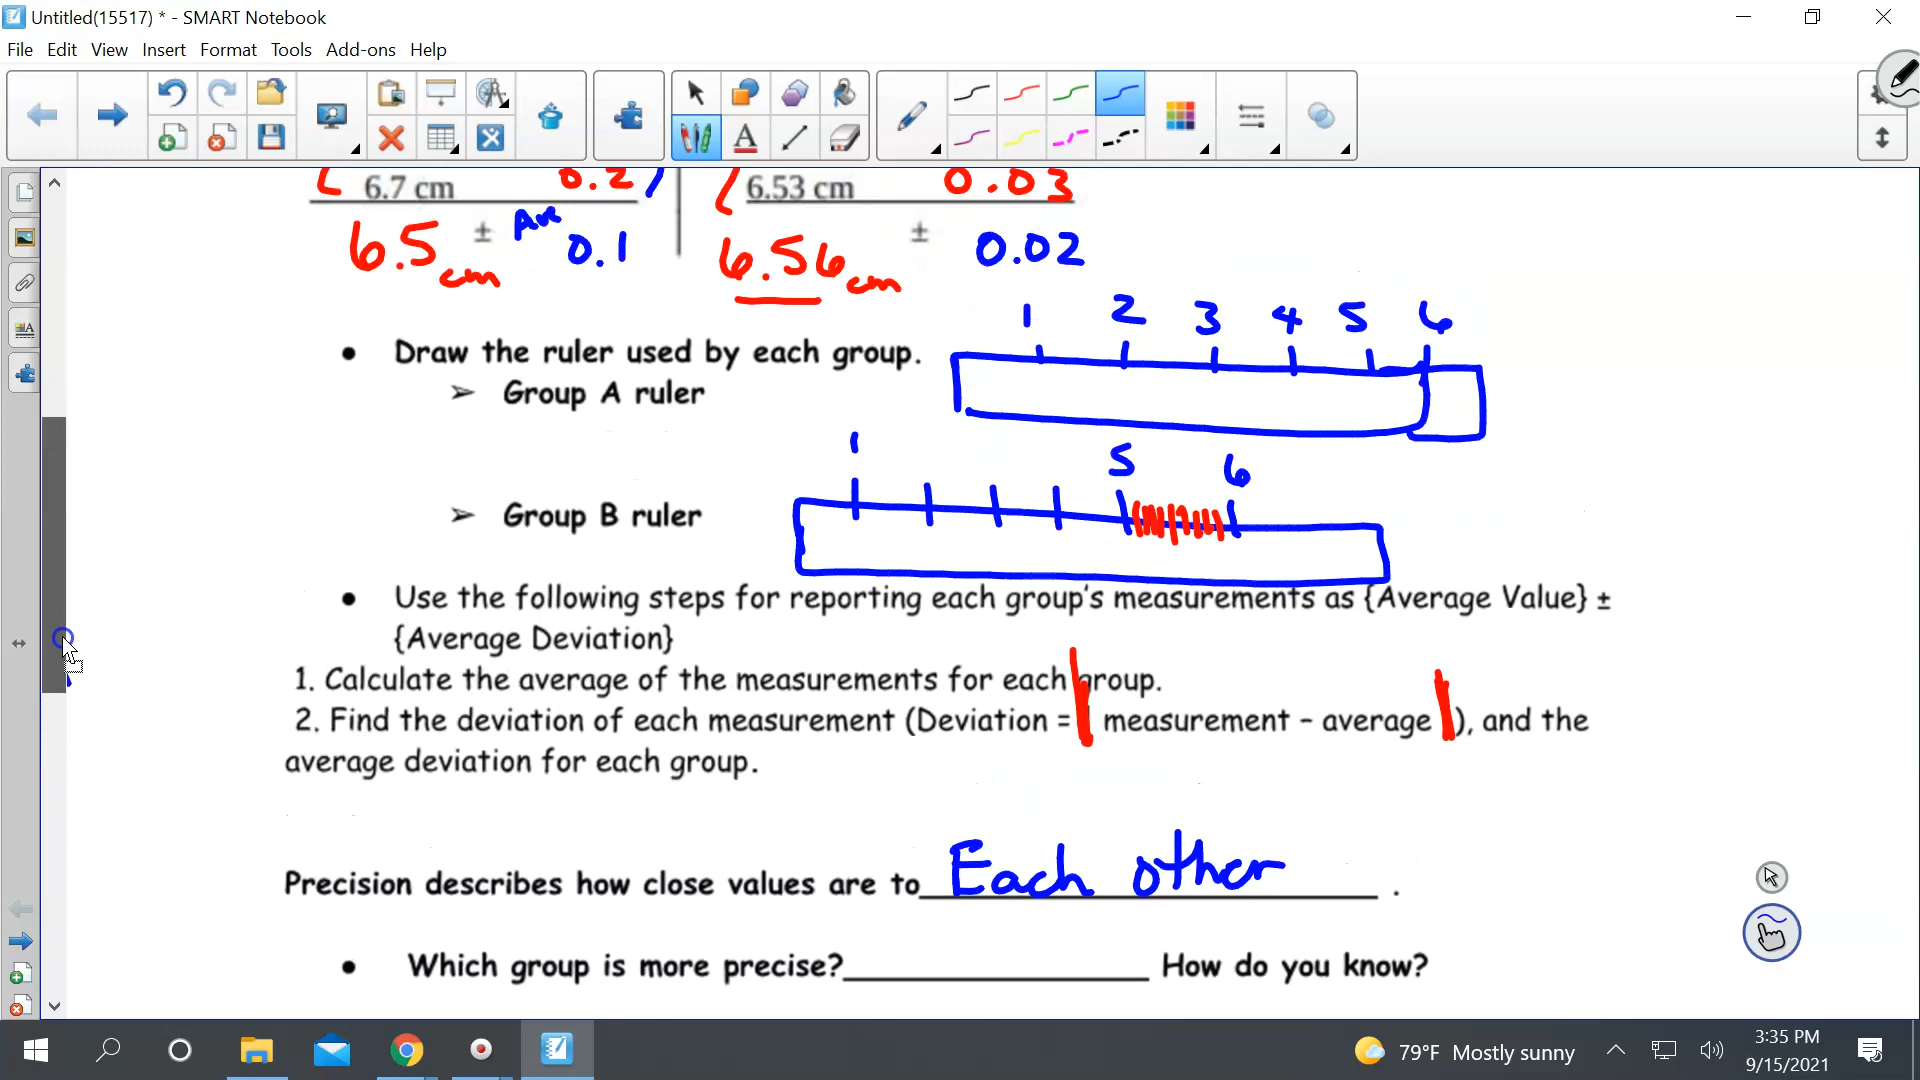 Untitled(15517) * - SMART Notebook
File Edit View Insert Format Tools Add-ons Help
6.7 cm 0.2 6.53 cm 0.03
6.5 cm ± Ave 0.1 6.56 cm ± 0.02
1 2 3 4 5 6
• Draw the ruler used by each group.
➢ Group A ruler
1 5 6
➢ Group B ruler
• Use the following steps for reporting each group's measurements as {Average Value} ±
{Average Deviation}
1. Calculate the average of the measurements for each group.
2. Find the deviation of each measurement (Deviation = | measurement – average |), and the
average deviation for each group.
Precision describes how close values are to Each other .
• Which group is more precise?____________ How do you know?
79°F Mostly sunny
3:35 PM
9/15/2021